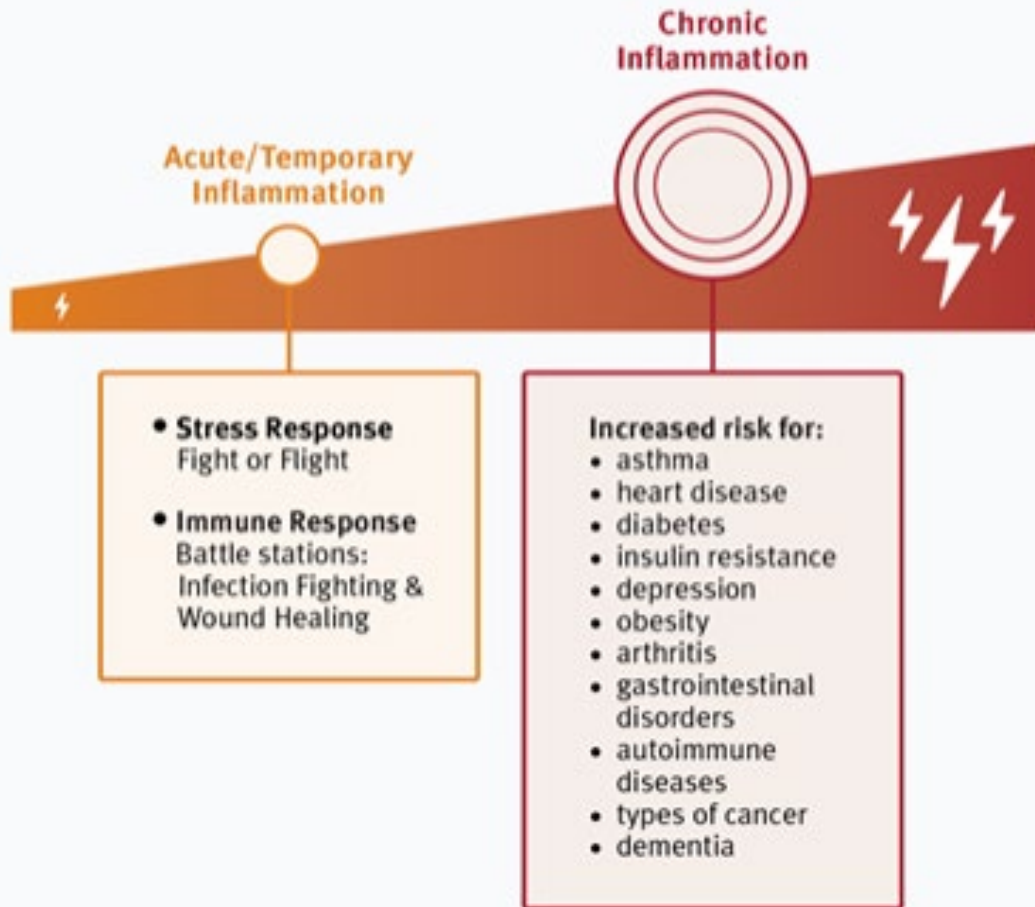 Chronic
Inflammation
Acute/Temporary
Inflammation
• Stress Response
Fight or Flight
• Immune Response
Battle stations:
Infection Fighting &
Wound Healing
Increased risk for:
• asthma
• heart disease
• diabetes
• insulin resistance
• depression
• obesity
• arthritis
• gastrointestinal
disorders
• autoimmune
diseases
• types of cancer
• dementia